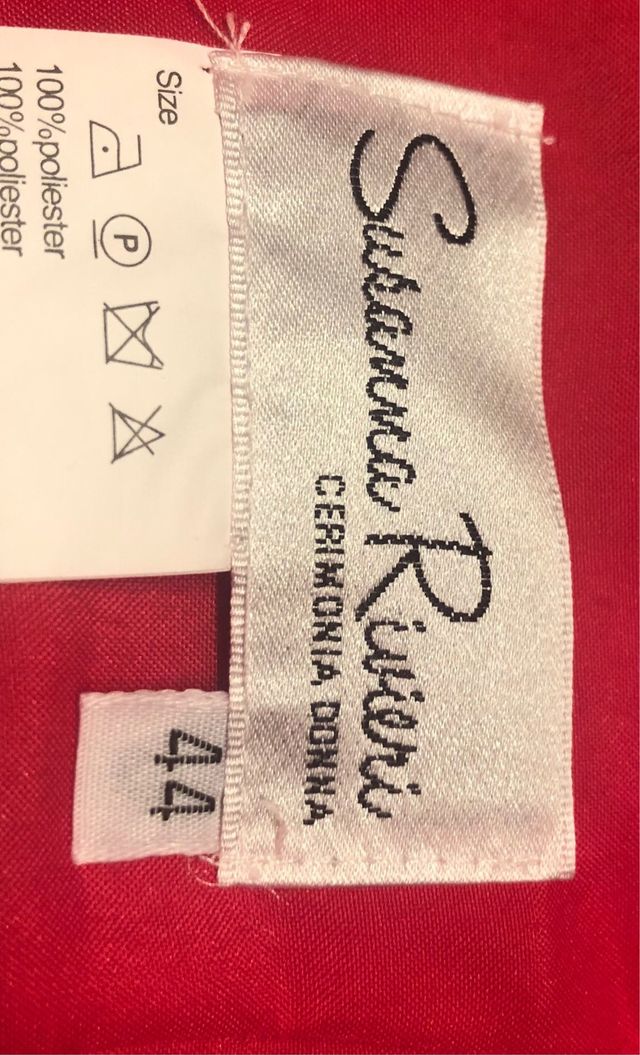 Susanna Rivieri
CERIMONIA DONNA
44
Size
P
100%poliester
100%poliester